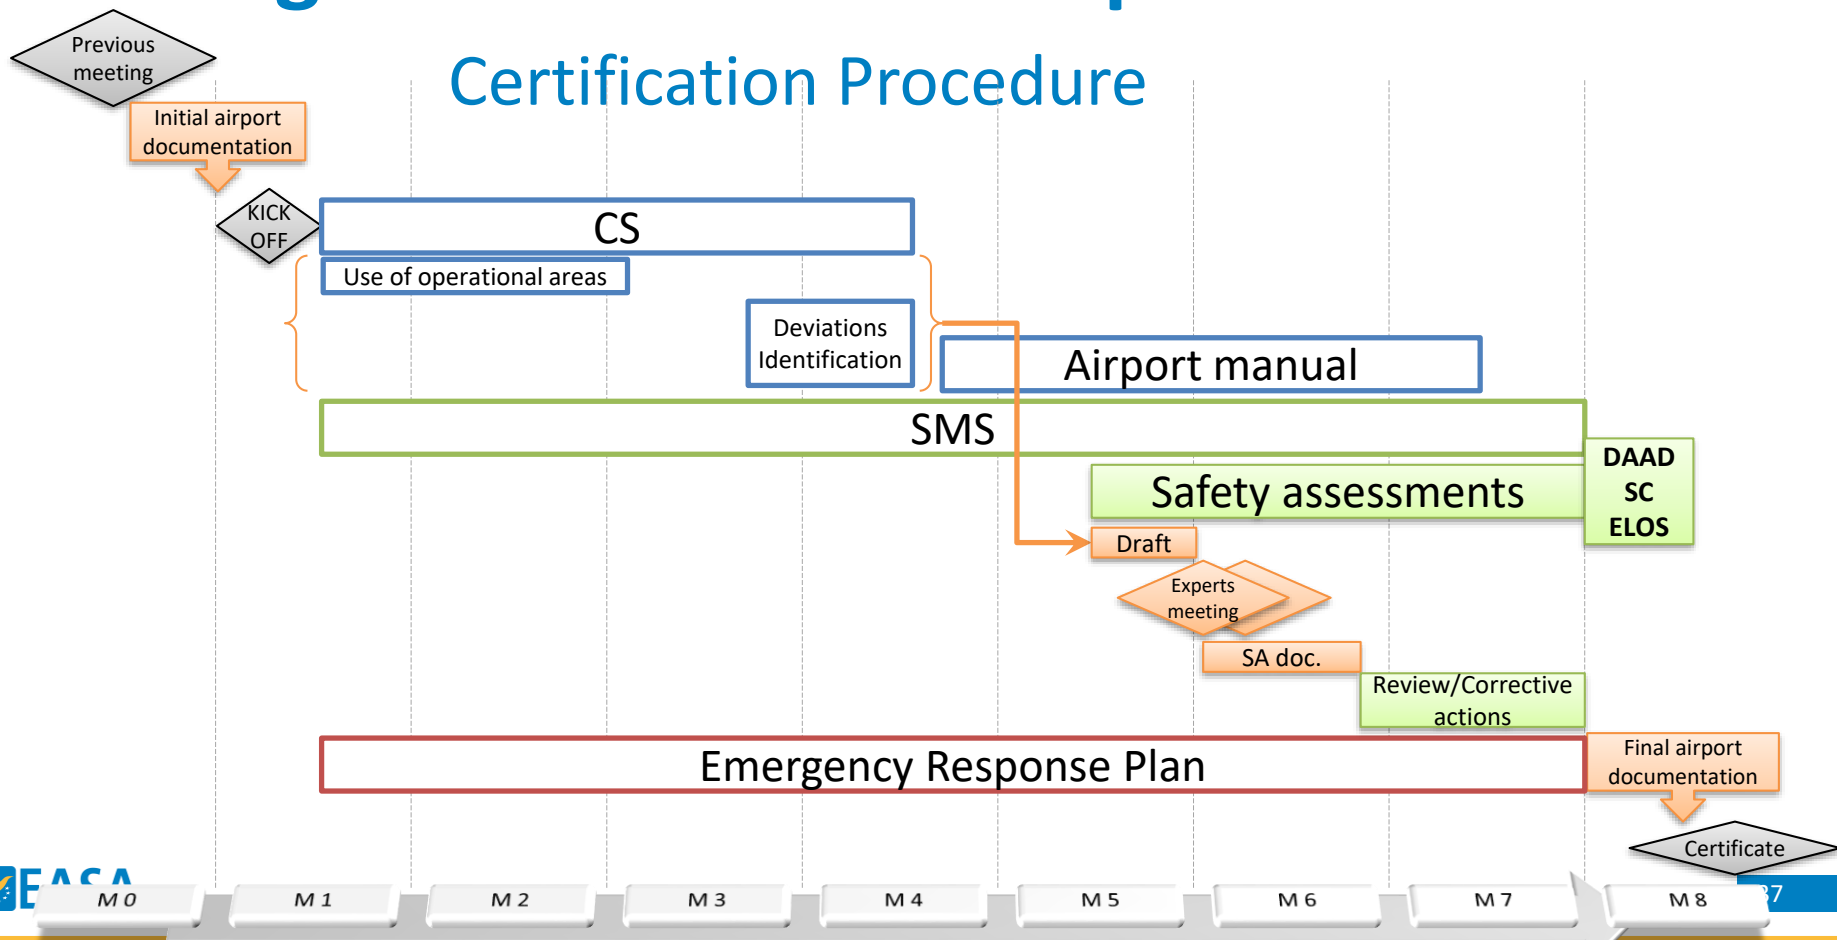 Certification Procedure
Previous
meeting
Initial airport
documentation
KICK
OFF
CS
Use of operational areas
Deviations
Identification
Airport manual
SMS
DAAD
SC
ELOS
Safety assessments
Draft
Experts
meeting
SA doc.
Review/Corrective
actions
Emergency Response Plan
Final airport
documentation
Certificate
EASA
M 0
M 1
M 2
M 3
M 4
M 5
M 6
M 7
M 8